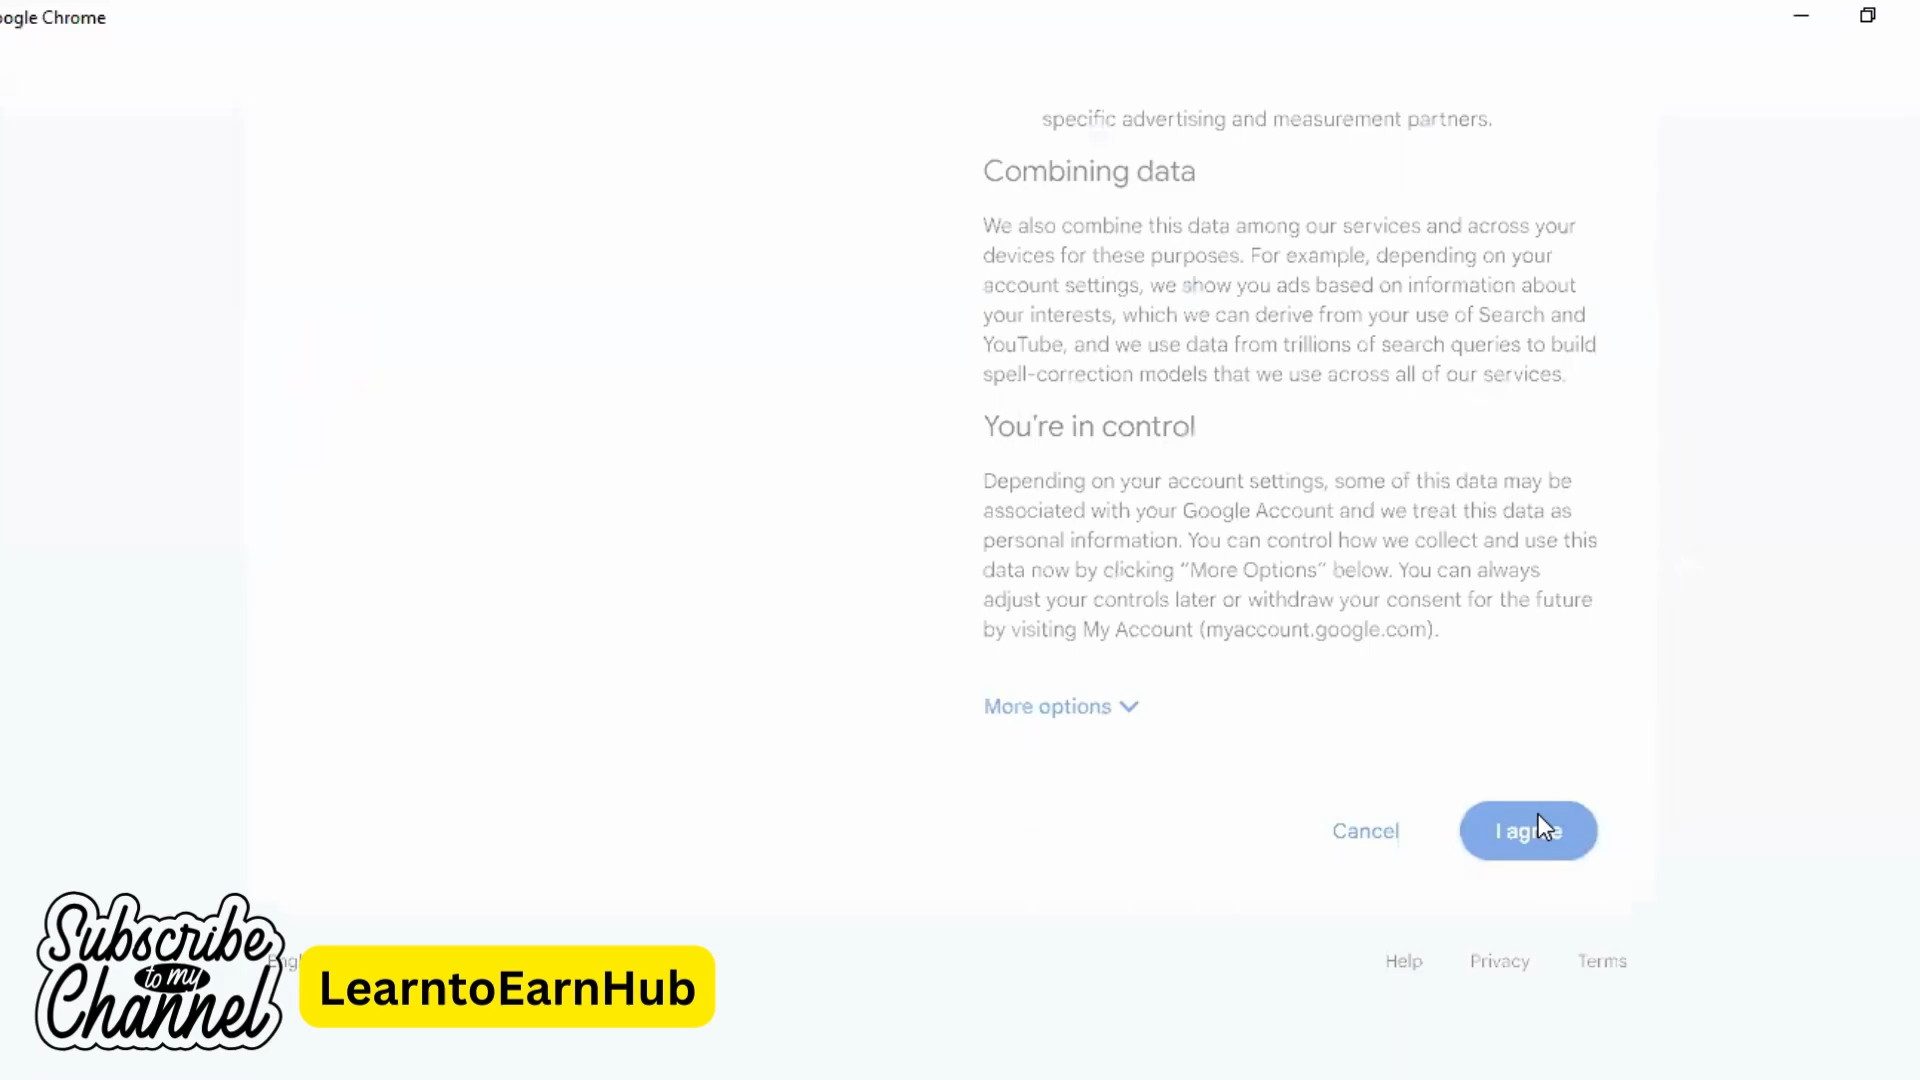 oogle Chrome
specific advertising and measurement partners.
Combining data
We also combine this data among our services and across your
devices for these purposes. For example, depending on your
account settings, we show you ads based on information about
your interests, which we can derive from your use of Search and
YouTube, and we use data from trillions of search queries to build
spell-correction models that we use across all of our services.
You're in control
Depending on your account settings, some of this data may be
associated with your Google Account and we treat this data as
personal information. You can control how we collect and use this
data now by clicking “More Options” below. You can always
adjust your controls later or withdraw your consent for the future
by visiting My Account (myaccount.google.com).
More options
Cancel
I agree
Help Privacy Terms
Subscribe
to my
Channel
LearntoEarnHub